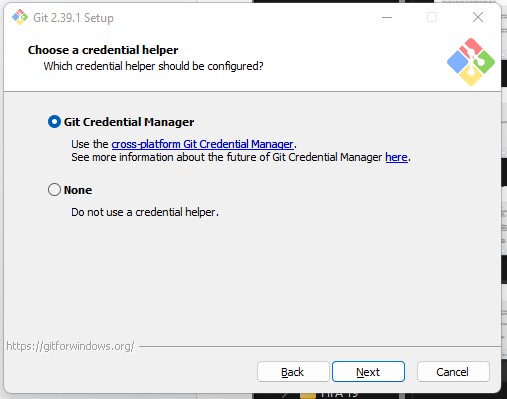 Git 2.39.1 Setup
Choose a credential helper
Which credential helper should be configured?
Git Credential Manager
Use the cross-platform Git Credential Manager.
See more information about the future of Git Credential Manager here.
None
Do not use a credential helper.
https://gitforwindows.org/
Back Next Cancel
FIFA 19